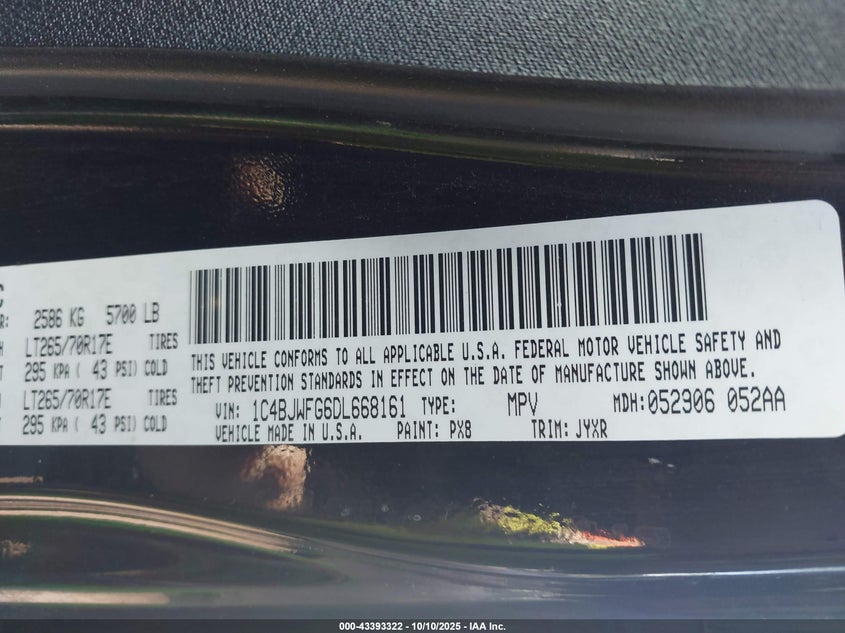 2586 KG 5700 LB
LT265/70R17E TIRES
295 KPA ( 43 PSI) COLD
LT265/70R17E TIRES
295 KPA ( 43 PSI) COLD
THIS VEHICLE CONFORMS TO ALL APPLICABLE U.S.A. FEDERAL MOTOR VEHICLE SAFETY AND
THEFT PREVENTION STANDARDS IN EFFECT ON THE DATE OF MANUFACTURE SHOWN ABOVE.
VIN: 1C4BJWFG6DL668161 TYPE: MPV MDH:052906 052AA
VEHICLE MADE IN U.S.A. PAINT: PX8 TRIM: JYXR
000-43393322 - 10/10/2025 - IAA Inc.